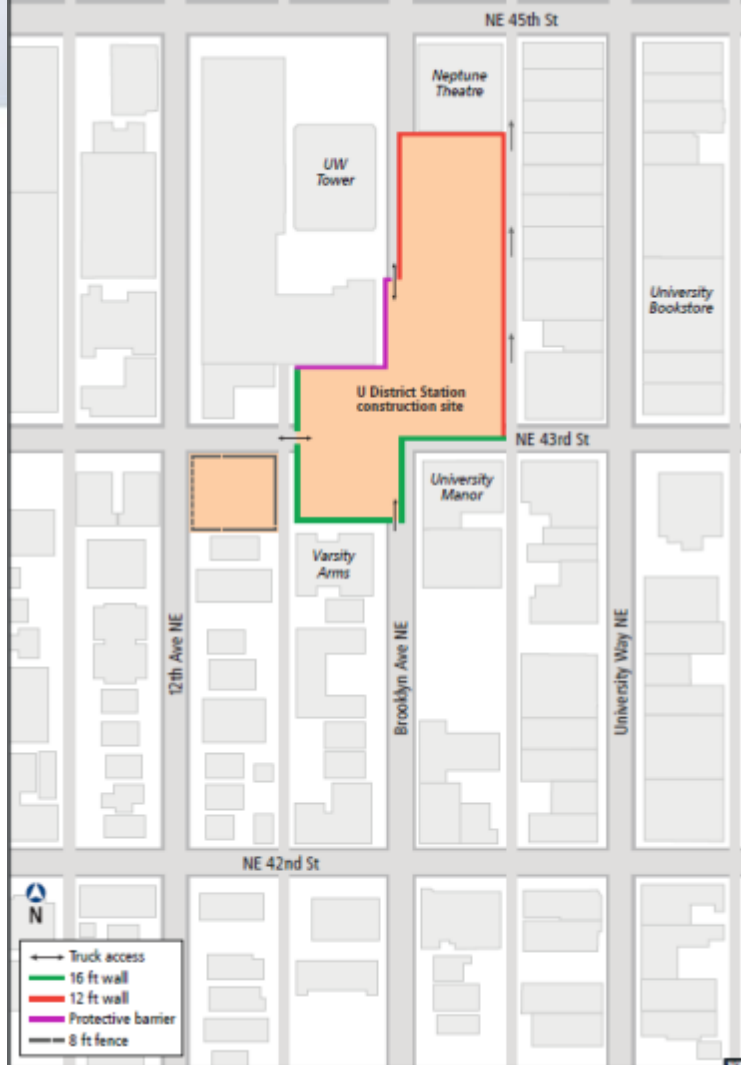 NE 45th St
Neptune
Theatre
UW
Tower
University
Bookstore
U District Station
construction site
NE 43rd St
University
Manor
Varsity
Arms
12th Ave NE
Brooklyn Ave NE
University Way NE
NE 42nd St
N
Truck access
16 ft wall
12 ft wall
Protective barrier
8 ft fence